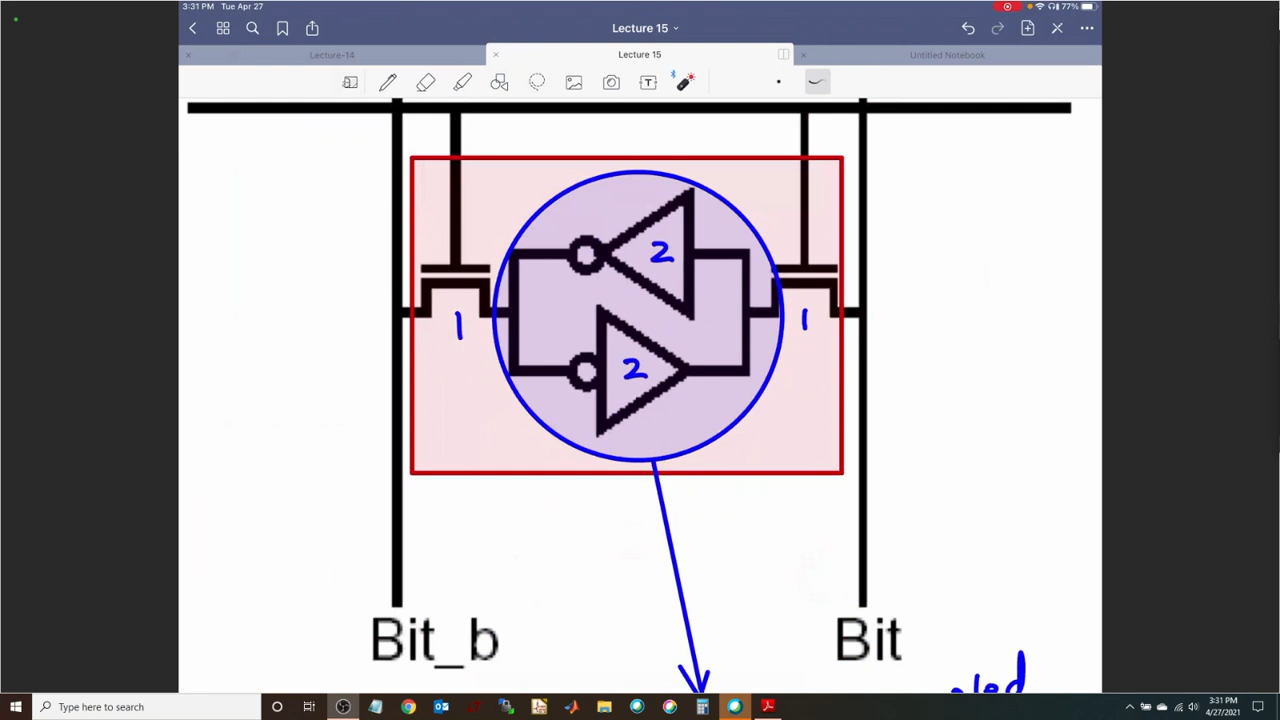 3:31 PM Tue Apr 27
77%
Lecture 15
Lecture-14
Lecture 15
Untitled Notebook
T
2
1
1
2
Bit_b
Bit
Type here to search
3:31 PM
4/27/2021